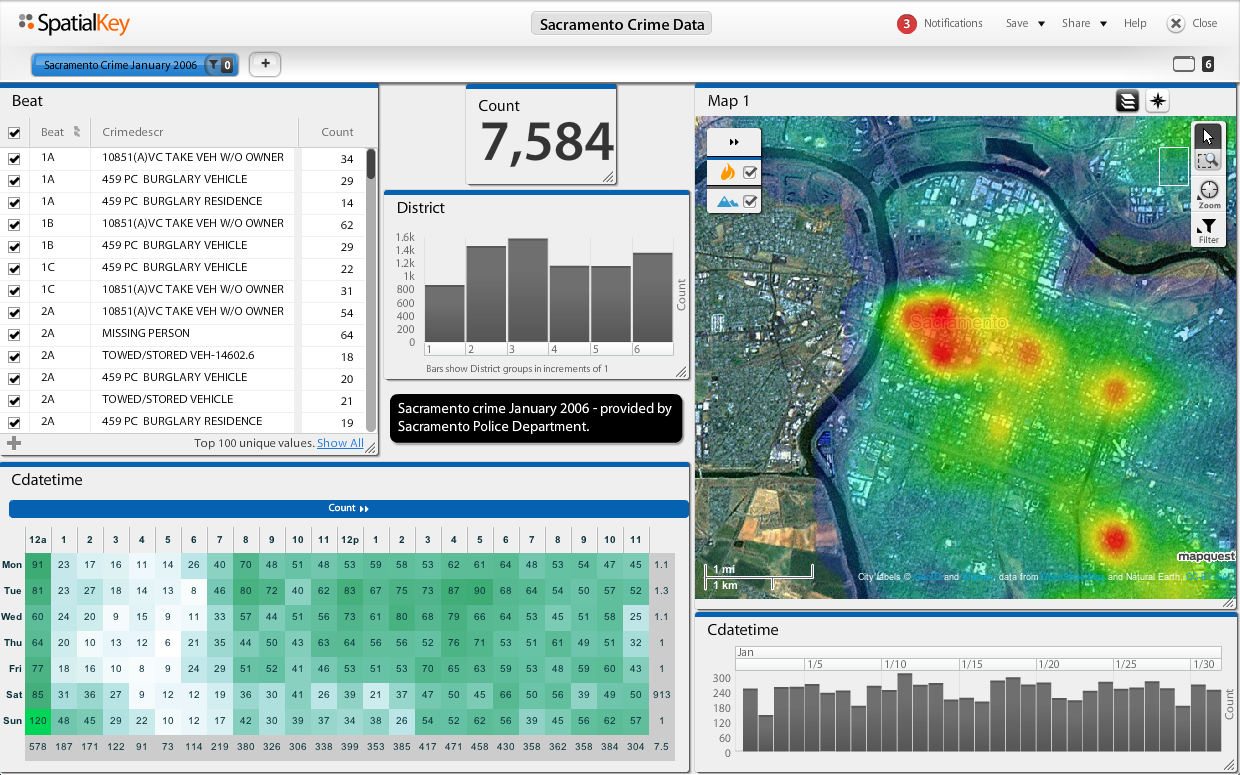 SpatialKey
Sacramento Crime Data
3 Notifications Save Share Help Close
Sacramento Crime January 2006 0 +
6
Beat
Beat Crimedescr Count
1A 10851(A)VC TAKE VEH W/O OWNER 34
1A 459 PC BURGLARY VEHICLE 29
1A 459 PC BURGLARY RESIDENCE 14
1B 10851(A)VC TAKE VEH W/O OWNER 62
1B 459 PC BURGLARY VEHICLE 29
1C 459 PC BURGLARY VEHICLE 22
1C 10851(A)VC TAKE VEH W/O OWNER 31
2A 10851(A)VC TAKE VEH W/O OWNER 54
2A MISSING PERSON 64
2A TOWED/STORED VEH-14602.6 18
2A 459 PC BURGLARY VEHICLE 20
2A TOWED/STORED VEHICLE 21
2A 459 PC BURGLARY RESIDENCE 19
Top 100 unique values. Show All
Count
7,584
District
1.6k
1.4k
1.2k
1k
800
600
400
200
0
1 2 3 4 5 6
Count
Bars show District groups in increments of 1
Sacramento crime January 2006 - provided by
Sacramento Police Department.
Map 1
Zoom
Filter
Sacramento
mapquest
1 mi
1 km
City Labels © and , data from and Natural Earth.
Cdatetime
Count
12a 1 2 3 4 5 6 7 8 9 10 11 12p 1 2 3 4 5 6 7 8 9 10 11
Mon 91 23 17 16 11 14 26 40 70 48 51 48 53 59 58 53 62 61 64 48 53 54 47 45 1.1
Tue 81 23 27 18 14 13 8 46 80 72 40 62 83 67 75 73 87 90 68 64 54 50 57 52 1.3
Wed 60 24 20 9 15 9 11 33 57 44 51 56 73 61 80 68 79 66 64 53 45 51 58 25 1.1
Thu 64 20 10 13 12 6 21 35 44 50 43 63 64 56 56 52 76 71 53 51 61 49 51 32 1
Fri 77 18 16 10 8 9 24 29 51 52 41 46 53 51 53 70 65 63 59 53 48 59 60 43 1
Sat 85 31 36 27 9 12 12 19 36 30 41 26 39 21 37 47 50 45 66 50 56 39 49 50 913
Sun 120 48 45 29 22 10 12 17 42 30 39 37 34 38 26 54 52 62 56 39 45 56 62 57 1
578 187 171 122 91 73 114 219 380 326 306 338 399 353 385 417 471 458 430 358 362 358 384 304 7.5
Cdatetime
Jan
1/5 1/10 1/15 1/20 1/25 1/30
300
240
180
120
60
0
Count